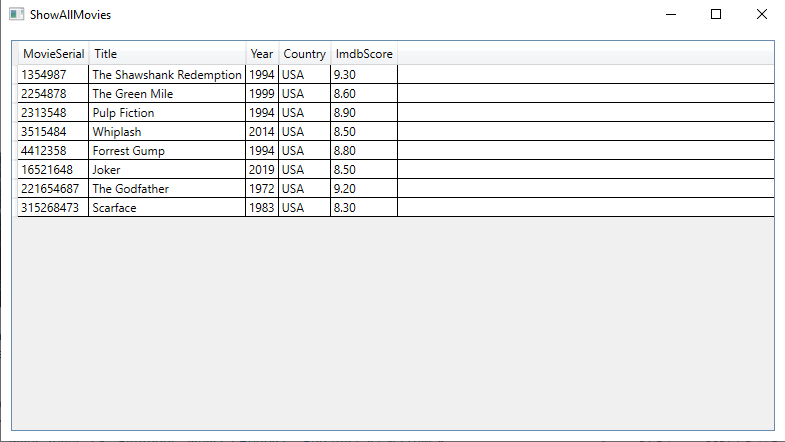 ShowAllMovies
MovieSerial Title Year Country ImdbScore
1354987 The Shawshank Redemption 1994 USA 9.30
2254878 The Green Mile 1999 USA 8.60
2313548 Pulp Fiction 1994 USA 8.90
3515484 Whiplash 2014 USA 8.50
4412358 Forrest Gump 1994 USA 8.80
16521648 Joker 2019 USA 8.50
221654687 The Godfather 1972 USA 9.20
315268473 Scarface 1983 USA 8.30